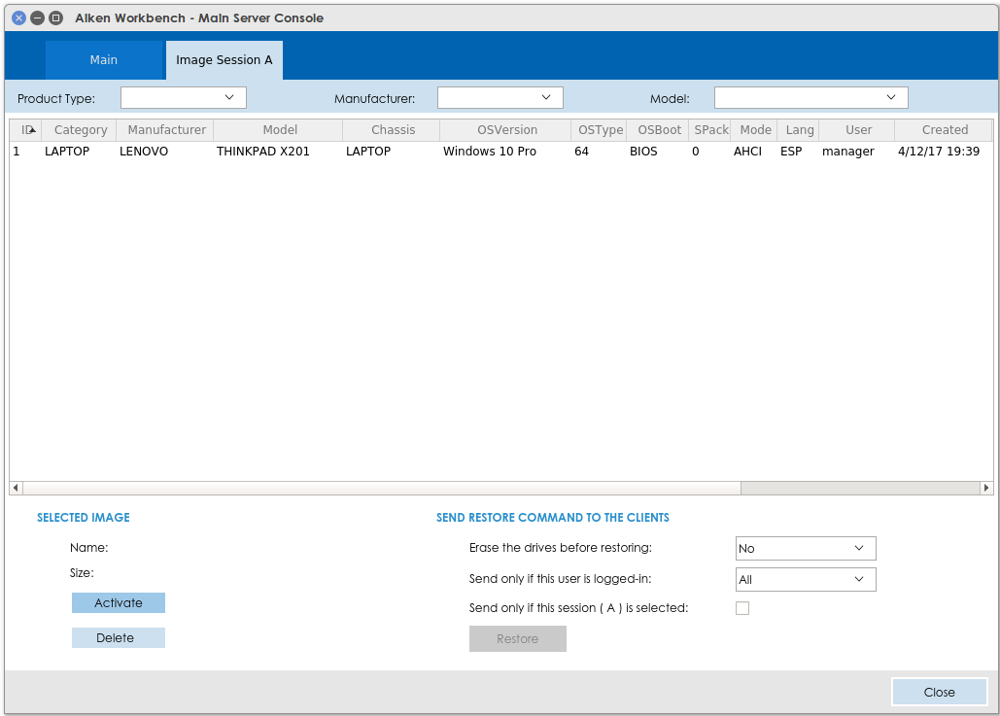 Aiken Workbench - Main Server Console
Main
Image Session A
Product Type:
Manufacturer:
Model:
ID Category Manufacturer Model Chassis OSVersion OSType OSBoot SPack Mode Lang User Created
1 LAPTOP LENOVO THINKPAD X201 LAPTOP Windows 10 Pro 64 BIOS 0 AHCI ESP manager 4/12/17 19:39
SELECTED IMAGE
Name:
Size:
Activate
Delete
SEND RESTORE COMMAND TO THE CLIENTS
Erase the drives before restoring: No
Send only if this user is logged-in: All
Send only if this session ( A ) is selected:
Restore
Close